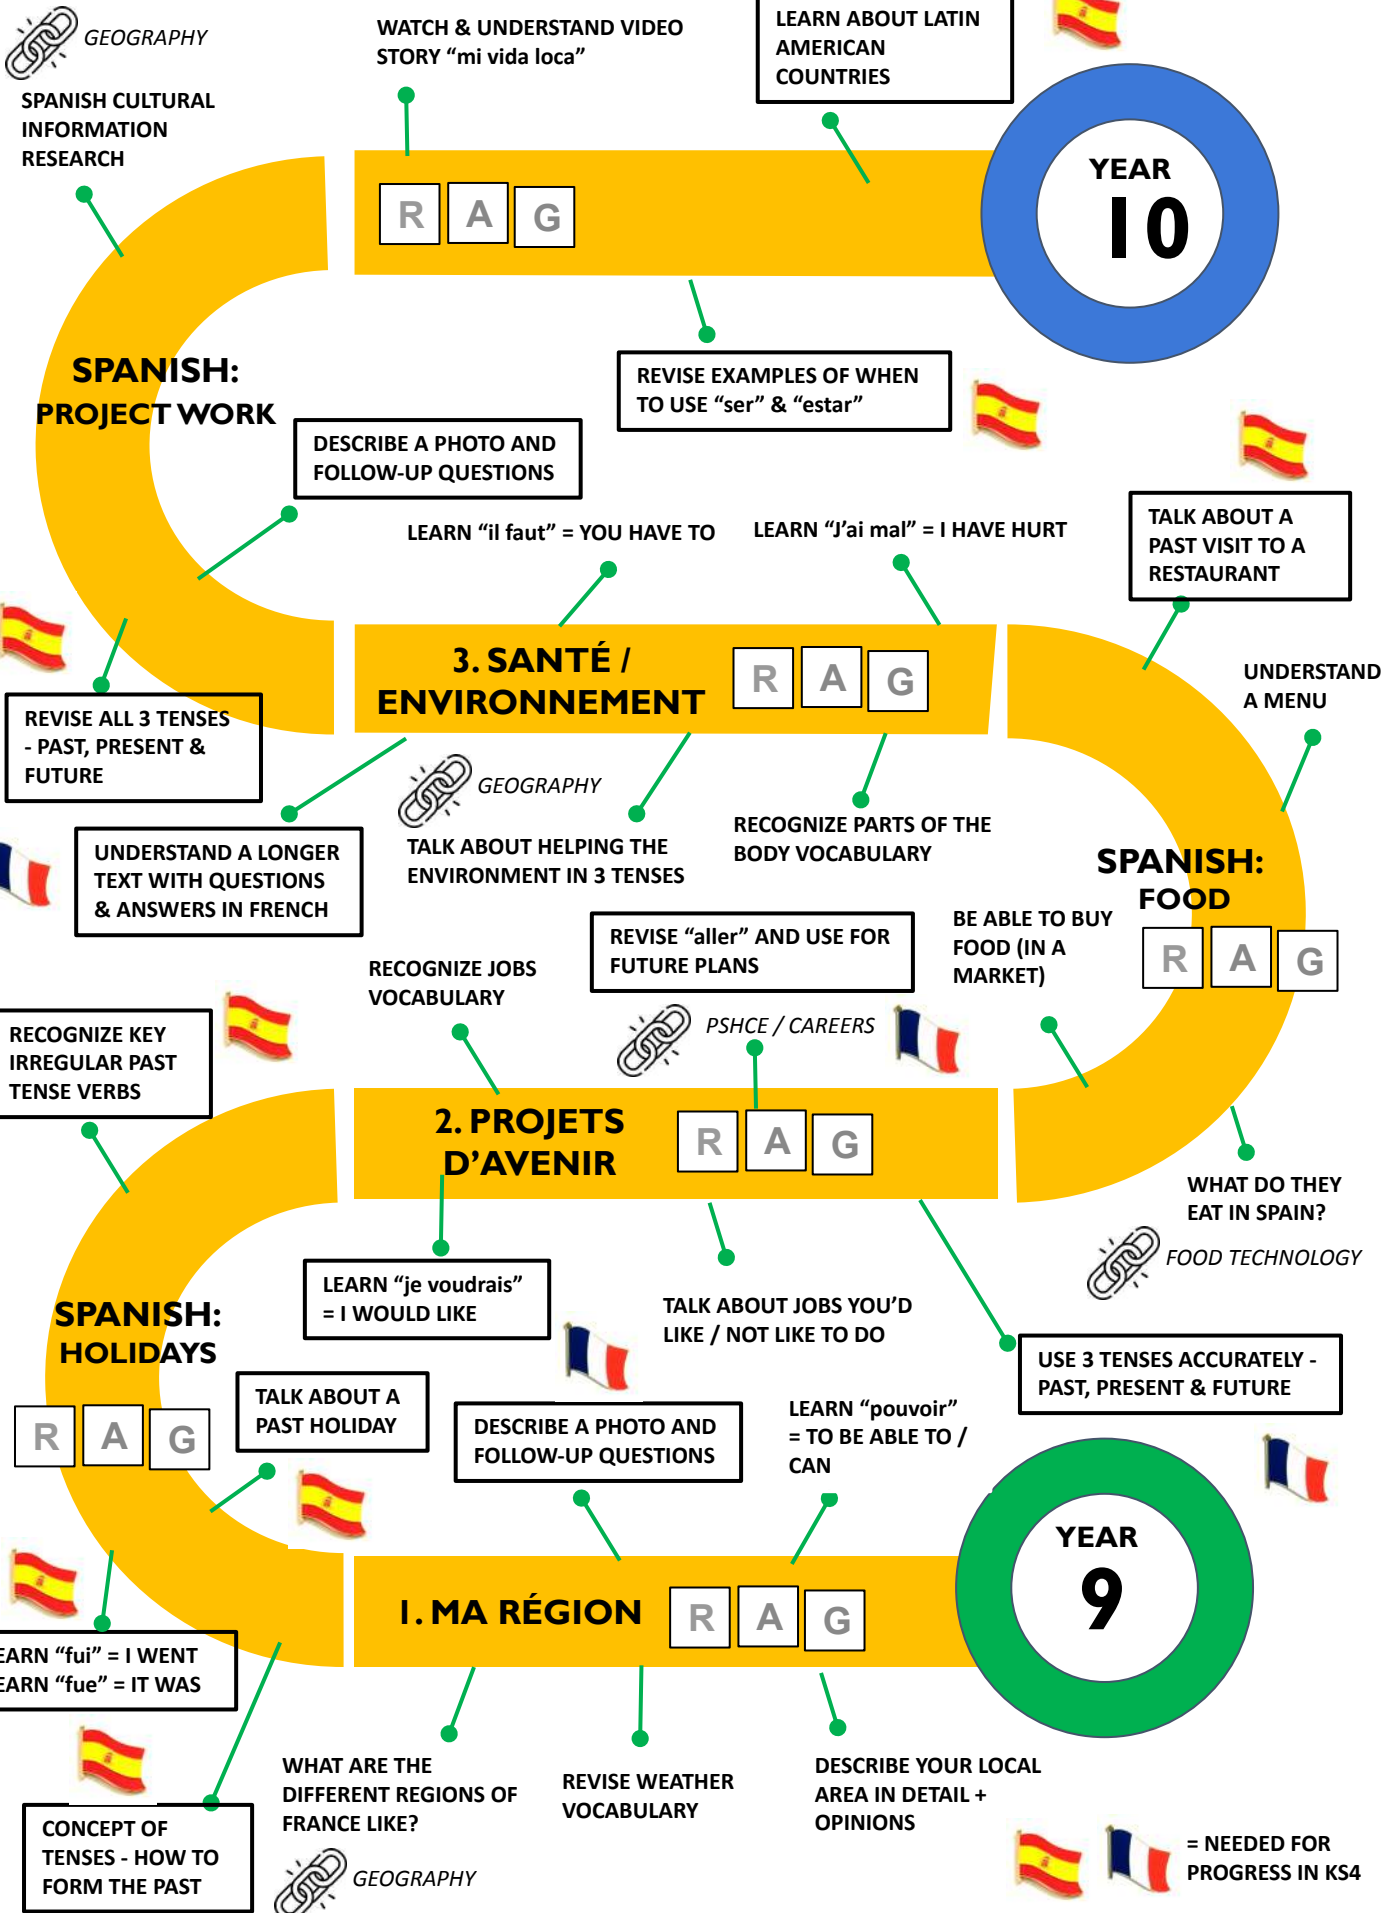 GEOGRAPHY
SPANISH CULTURAL
INFORMATION
RESEARCH
WATCH & UNDERSTAND VIDEO
STORY “mi vida loca”
LEARN ABOUT LATIN
AMERICAN
COUNTRIES
R A G
YEAR
10
SPANISH:
PROJECT WORK
REVISE EXAMPLES OF WHEN
TO USE “ser” & “estar”
DESCRIBE A PHOTO AND
FOLLOW-UP QUESTIONS
LEARN “il faut” = YOU HAVE TO
LEARN “J’ai mal” = I HAVE HURT
TALK ABOUT A
PAST VISIT TO A
RESTAURANT
3. SANTÉ /
ENVIRONNEMENT
R A G
UNDERSTAND
A MENU
REVISE ALL 3 TENSES
- PAST, PRESENT &
FUTURE
GEOGRAPHY
TALK ABOUT HELPING THE
ENVIRONMENT IN 3 TENSES
RECOGNIZE PARTS OF THE
BODY VOCABULARY
UNDERSTAND A LONGER
TEXT WITH QUESTIONS
& ANSWERS IN FRENCH
SPANISH:
FOOD
R A G
BE ABLE TO BUY
FOOD (IN A
MARKET)
REVISE “aller” AND USE FOR
FUTURE PLANS
RECOGNIZE JOBS
VOCABULARY
PSHCE / CAREERS
RECOGNIZE KEY
IRREGULAR PAST
TENSE VERBS
2. PROJETS
D’AVENIR
R A G
WHAT DO THEY
EAT IN SPAIN?
FOOD TECHNOLOGY
LEARN “je voudrais”
= I WOULD LIKE
TALK ABOUT JOBS YOU’D
LIKE / NOT LIKE TO DO
USE 3 TENSES ACCURATELY -
PAST, PRESENT & FUTURE
SPANISH:
HOLIDAYS
R A G
TALK ABOUT A
PAST HOLIDAY
DESCRIBE A PHOTO AND
FOLLOW-UP QUESTIONS
LEARN “pouvoir”
= TO BE ABLE TO /
CAN
YEAR
9
1. MA RÉGION
R A G
EARN “fui” = I WENT
EARN “fue” = IT WAS
WHAT ARE THE
DIFFERENT REGIONS OF
FRANCE LIKE?
GEOGRAPHY
REVISE WEATHER
VOCABULARY
DESCRIBE YOUR LOCAL
AREA IN DETAIL +
OPINIONS
CONCEPT OF
TENSES - HOW TO
FORM THE PAST
= NEEDED FOR
PROGRESS IN KS4